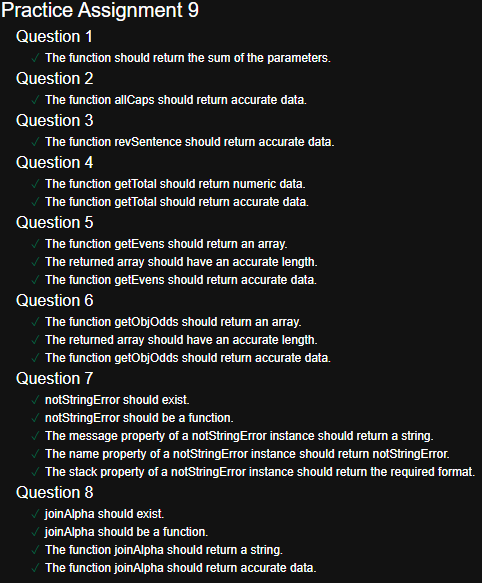 Practice Assignment 9
Question 1
✓ The function should return the sum of the parameters.
Question 2
✓ The function allCaps should return accurate data.
Question 3
✓ The function revSentence should return accurate data.
Question 4
✓ The function getTotal should return numeric data.
✓ The function getTotal should return accurate data.
Question 5
✓ The function getEvens should return an array.
✓ The returned array should have an accurate length.
✓ The function getEvens should return accurate data.
Question 6
✓ The function getObjOdds should return an array.
✓ The returned array should have an accurate length.
✓ The function getObjOdds should return accurate data.
Question 7
✓ notStringError should exist.
✓ notStringError should be a function.
✓ The message property of a notStringError instance should return a string.
✓ The name property of a notStringError instance should return notStringError.
✓ The stack property of a notStringError instance should return the required format.
Question 8
✓ joinAlpha should exist.
✓ joinAlpha should be a function.
✓ The function joinAlpha should return a string.
✓ The function joinAlpha should return accurate data.